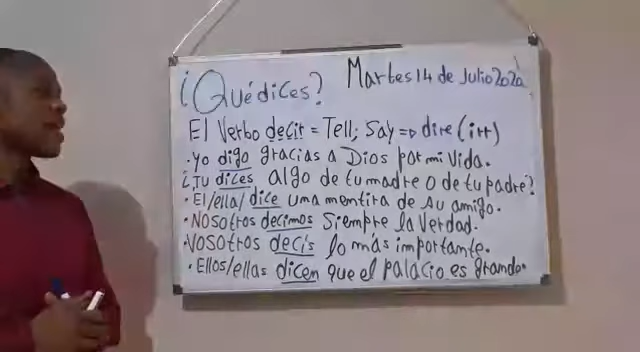 ¿Qué dices? Martes 14 de Julio 2020
El Verbo decir = Tell; Say => dire (irr)
• Yo digo gracias a Dios por mi vida.
¿Tu dices algo de tu madre o de tu padre?
• El/ella/dice una mentira de su amigo.
• Nosotros decimos siempre la verdad.
• Vosotros decís lo más importante.
• Ellos/ellas dicen que el palacio es grande.